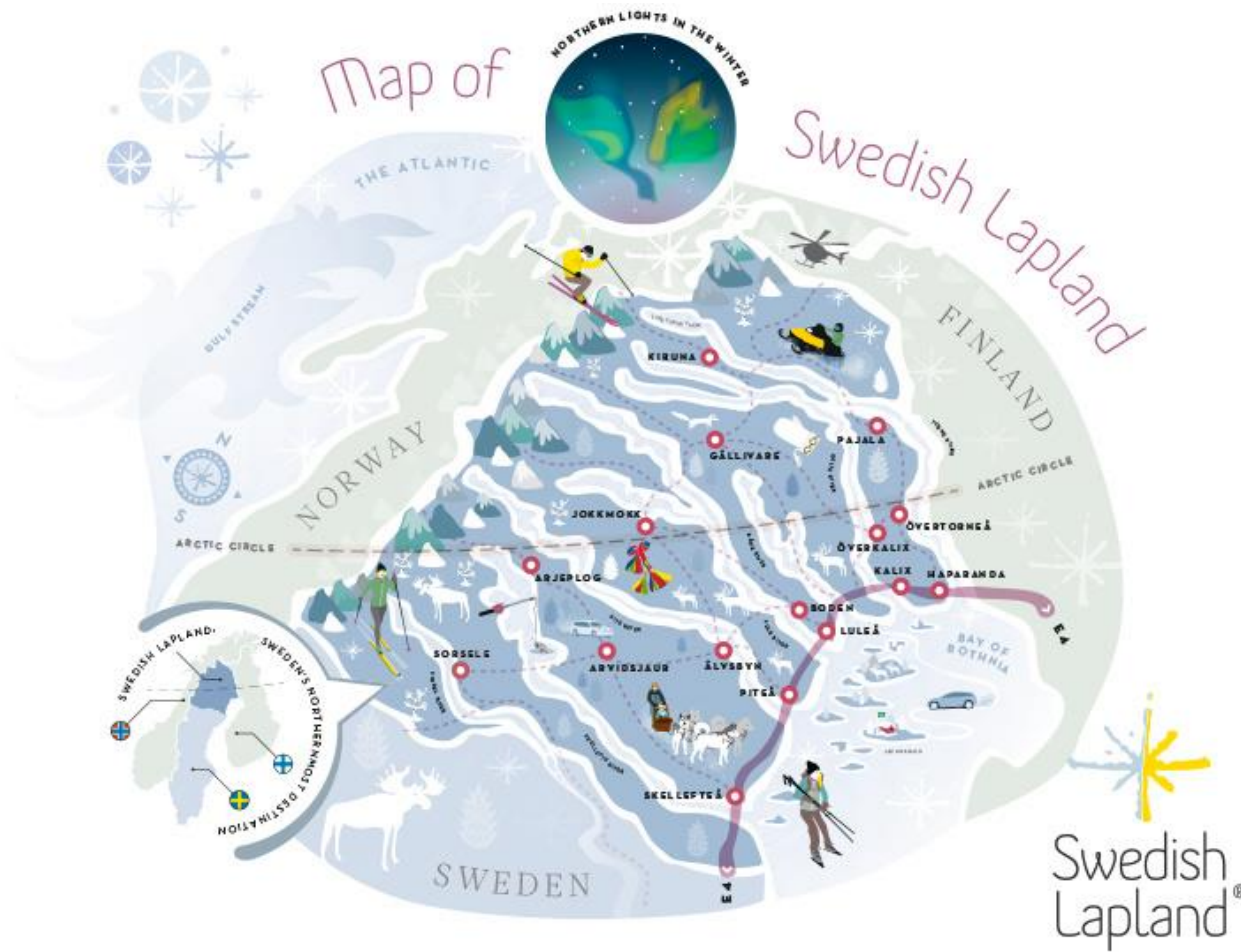 NORTHERN LIGHTS IN THE WINTER
Map of
Swedish Lapland
THE ATLANTIC
GULF STREAM
FINLAND
NORWAY
KIRUNA
PAJALA
GÄLLIVARE
N
S
ARCTIC CIRCLE
JOKKMOKK
ÖVERTORNEÅ
ÖVERKALIX
ARCTIC CIRCLE
ARJEPLOG
KALIX
HAPARANDA
BODEN
LULEÅ
E4
BAY OF
BOTHNIA
SORSELE
ARVIDSJAUR
ÄLVSBYN
PITEÅ
SWEDISH LAPLAND,
SWEDEN'S NORTHERNMOST DESTINATION
SKELLEFTEÅ
E4
SWEDEN
Swedish
Lapland®